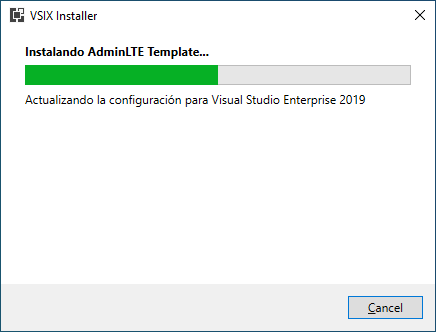 VSIX Installer
Instalando AdminLTE Template...
Actualizando la configuración para Visual Studio Enterprise 2019
Cancel